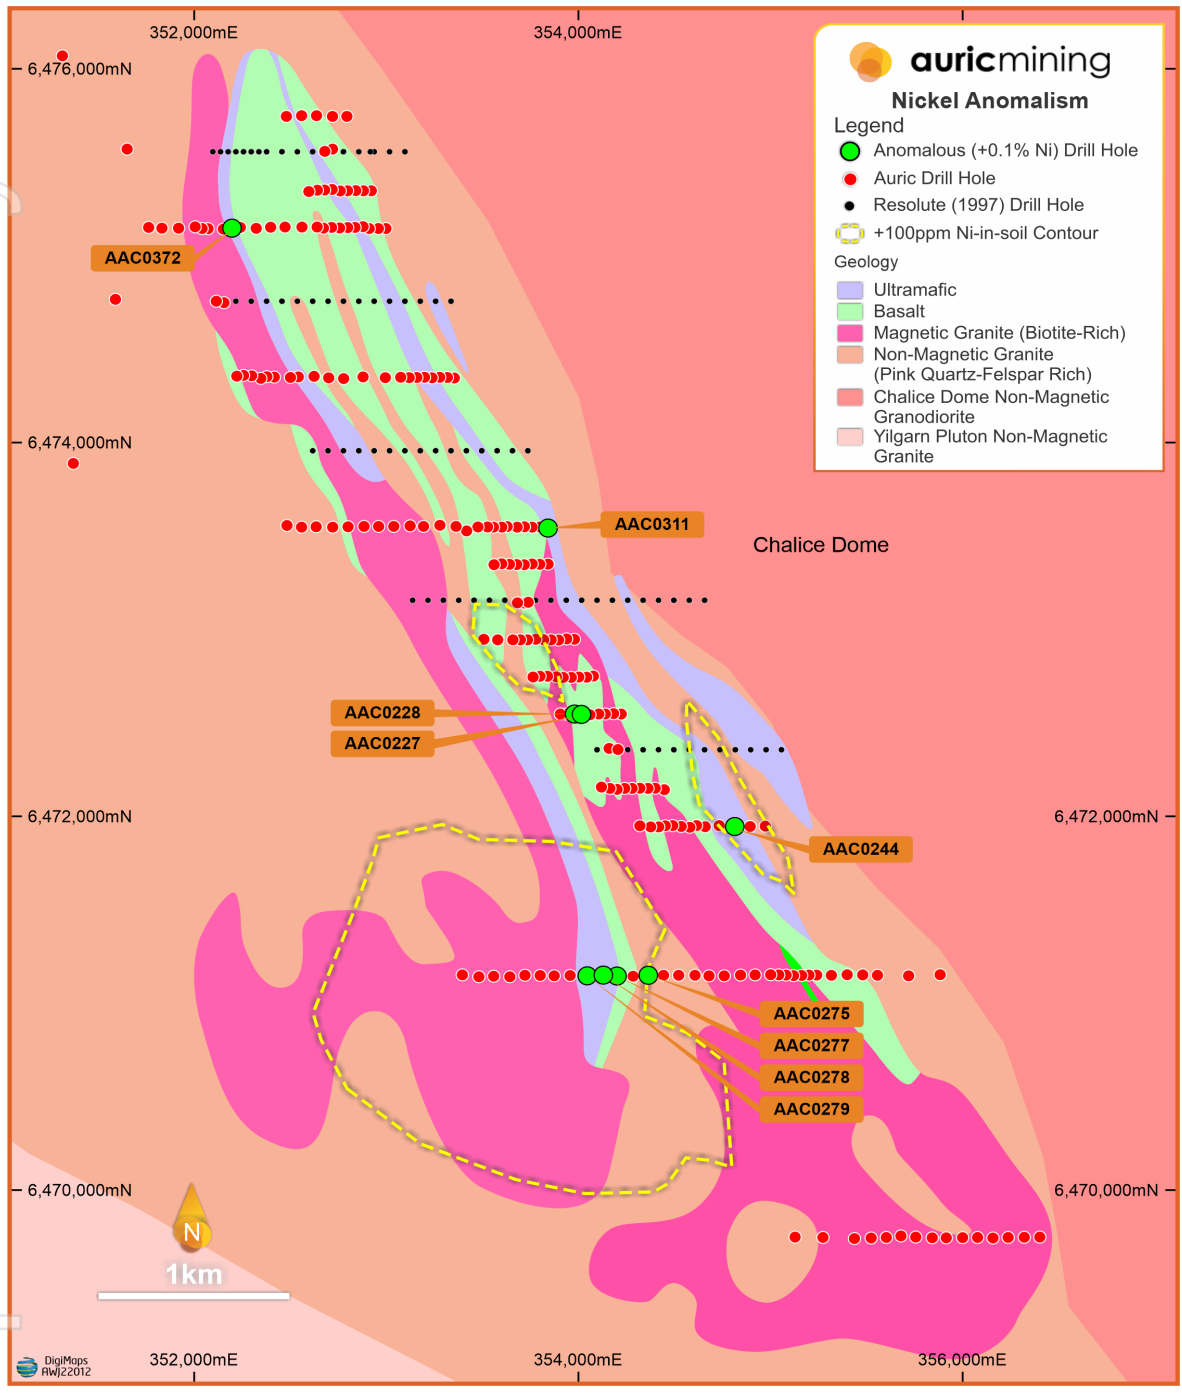 352,000mE
354,000mE
6,476,000mN
auricmining
Nickel Anomalism
Legend
Anomalous (+0.1% Ni) Drill Hole
Auric Drill Hole
Resolute (1997) Drill Hole
+100ppm Ni-in-soil Contour
Geology
Ultramafic
Basalt
Magnetic Granite (Biotite-Rich)
Non-Magnetic Granite
(Pink Quartz-Felspar Rich)
Chalice Dome Non-Magnetic
Granodiorite
Yilgarn Pluton Non-Magnetic
Granite
AAC0372
6,474,000mN
AAC0311
Chalice Dome
AAC0228
AAC0227
6,472,000mN
6,472,000mN
AAC0244
AAC0275
AAC0277
AAC0278
AAC0279
6,470,000mN
6,470,000mN
N
1km
DigiMaps
AWJ22012
352,000mE
354,000mE
356,000mE